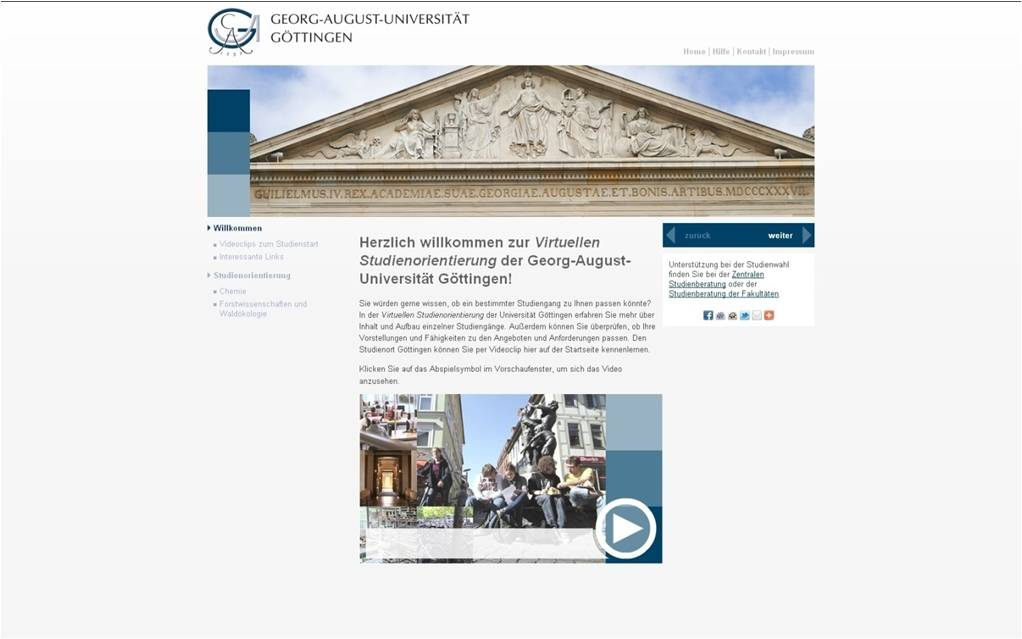 GEORG-AUGUST-UNIVERSITÄT
GÖTTINGEN
Home | Hilfe | Kontakt | Impressum
GUILIELMUS.IV.REX.ACADEMIAE.SUAE.GEORGIAE.AUGUSTAE.ET.BONIS.ARTIBUS.MDCCCXXXVII.
Willkommen
Videoclips zum Studienstart
Interessante Links
Studienorientierung
Chemie
Forstwissenschaften und
Waldökologie
Herzlich willkommen zur Virtuellen
Studienorientierung der Georg-August-
Universität Göttingen!
Sie würden gerne wissen, ob ein bestimmter Studiengang zu Ihnen passen könnte?
In der Virtuellen Studienorientierung der Universität Göttingen erfahren Sie mehr über
Inhalt und Aufbau einzelner Studiengänge. Außerdem können Sie überprüfen, ob Ihre
Vorstellungen und Fähigkeiten zu den Angeboten und Anforderungen passen. Den
Studienort Göttingen können Sie per Videoclip hier auf der Startseite kennenlernen.
Klicken Sie auf das Abspielsymbol im Vorschaufenster, um sich das Video
anzusehen.
zurück weiter
Unterstützung bei der Studienwahl
finden Sie bei der Zentralen
Studienberatung oder der
Studienberatung der Fakultäten.